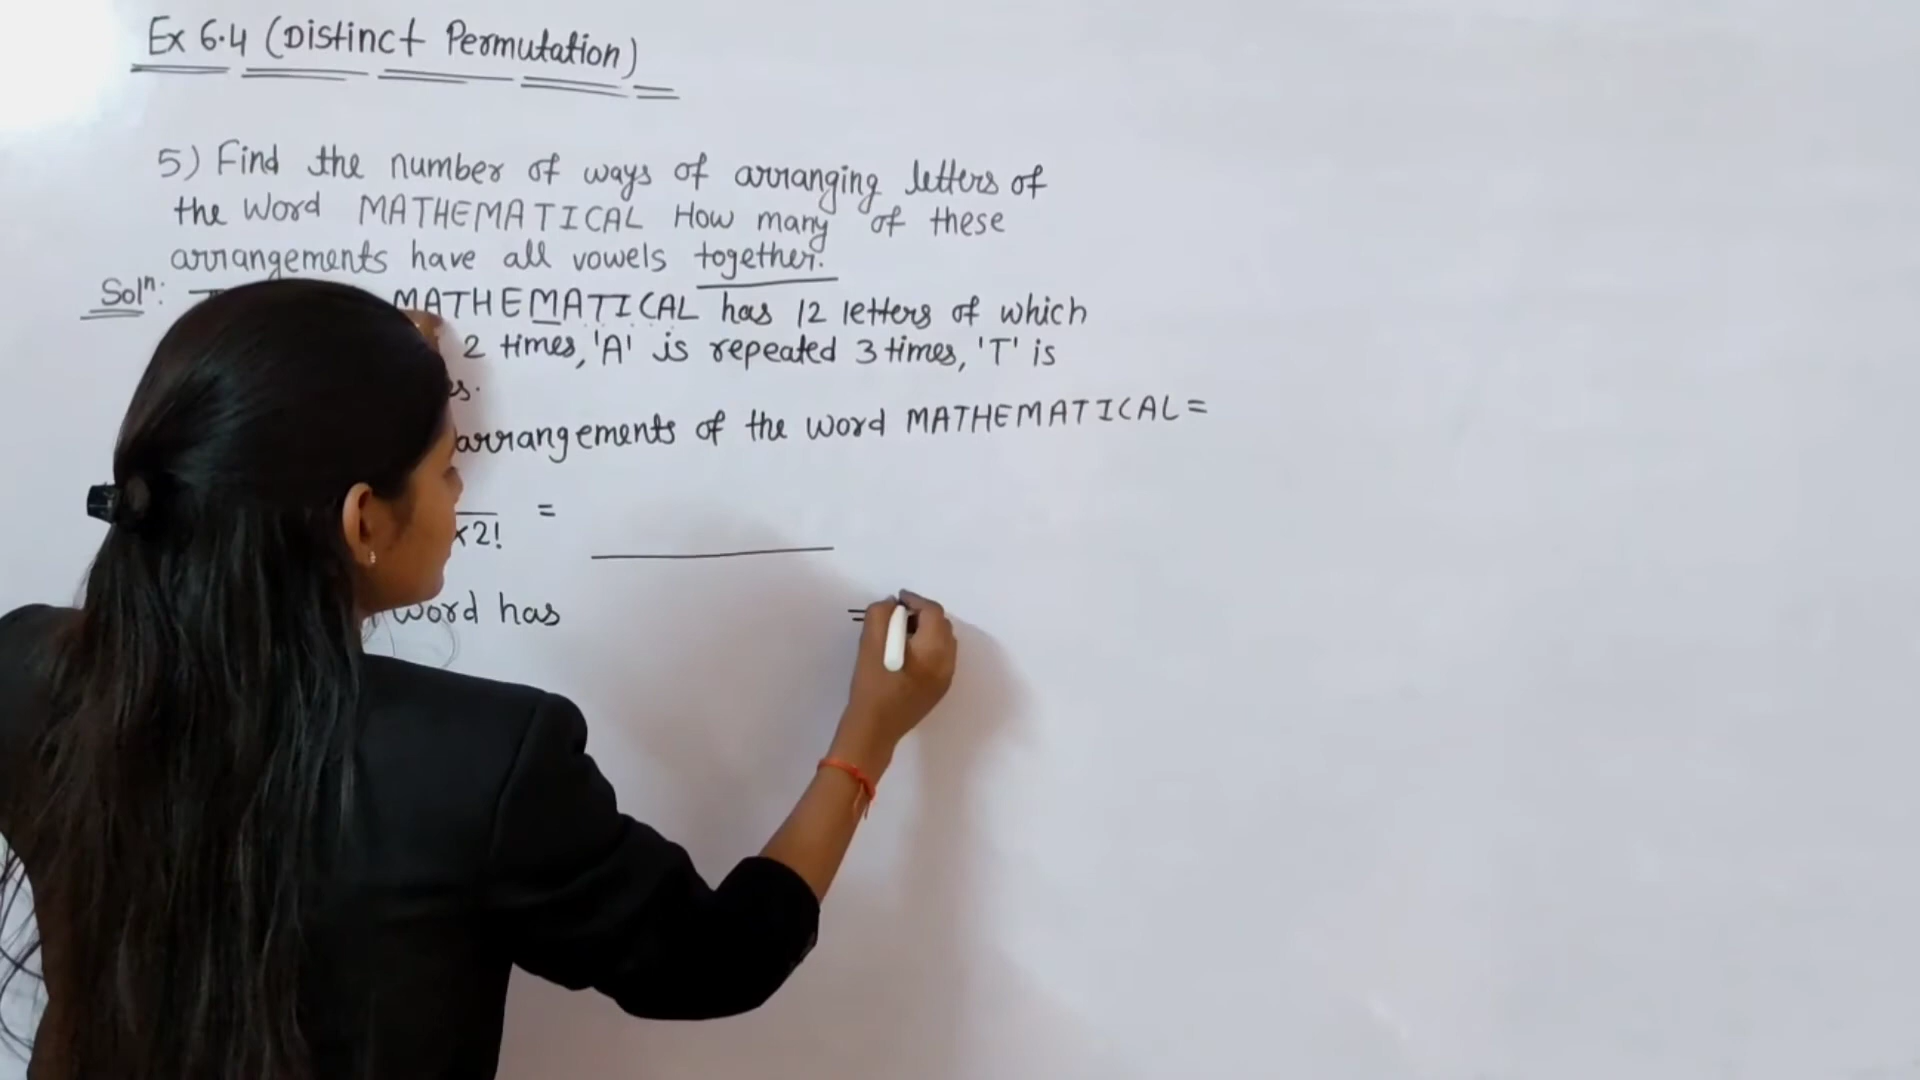 Ex 6.4 (Distinct Permutation)
5) Find the number of ways of arranging letters of
the word MATHEMATICAL How many of these
arrangements have all vowels together.
Solⁿ: MATHEMATICAL has 12 letters of which
2 times, 'A' is repeated 3 times, 'T' is
arrangements of the word MATHEMATICAL =
×2! =
word has =